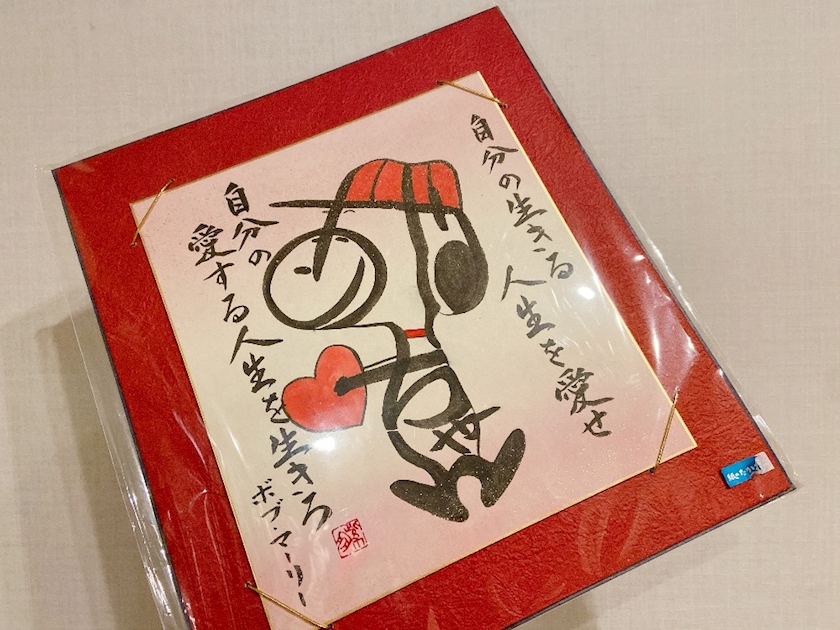 自分の生きる
人生を愛せ
自分の
愛する人生を生きろ
ボブ・マーリー